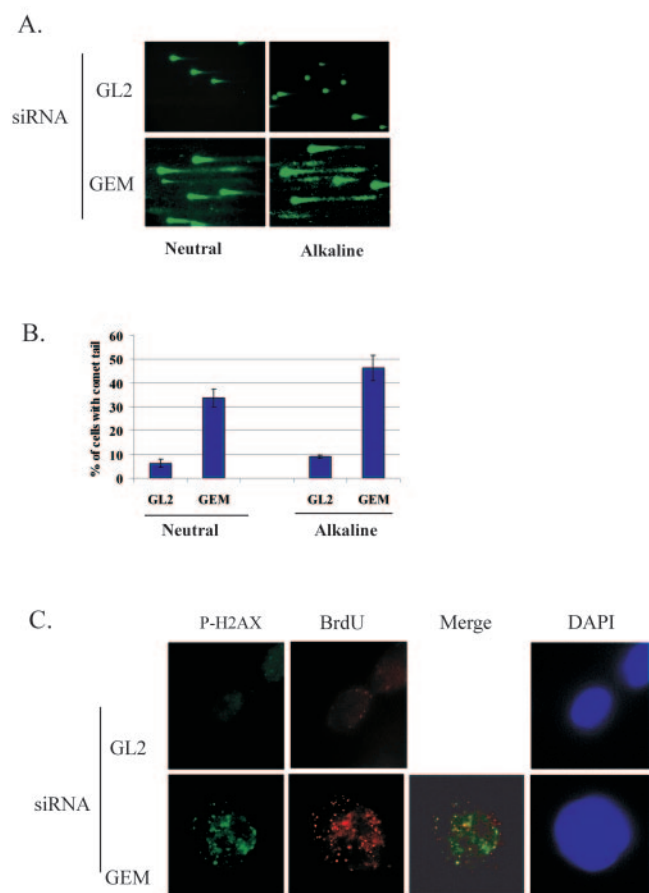 A.
siRNA
GL2
GEM
Neutral Alkaline
B.
% of cells with comet tail
60
50
40
30
20
10
0
GL2 GEM GL2 GEM
Neutral Alkaline
C.
P-H2AX BrdU Merge DAPI
GL2
siRNA
GEM